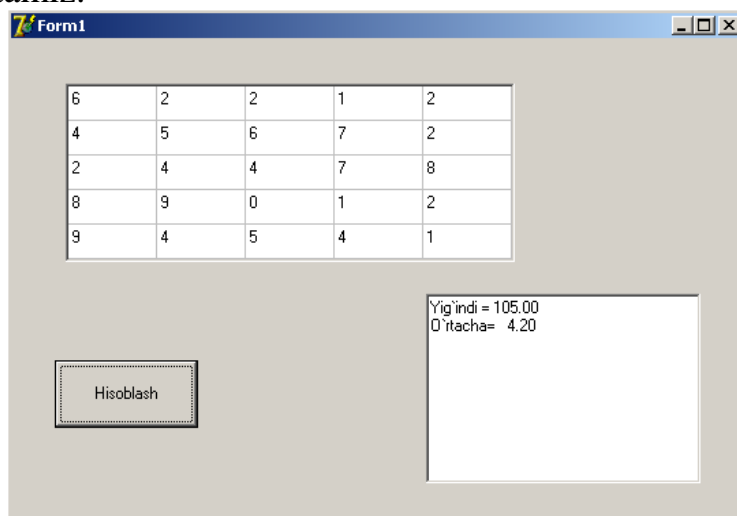 Form1
6 2 2 1 2
4 5 6 7 2
2 4 4 7 8
8 9 0 1 2
9 4 5 4 1
Yig`indi = 105.00
O`rtacha= 4.20
Hisoblash